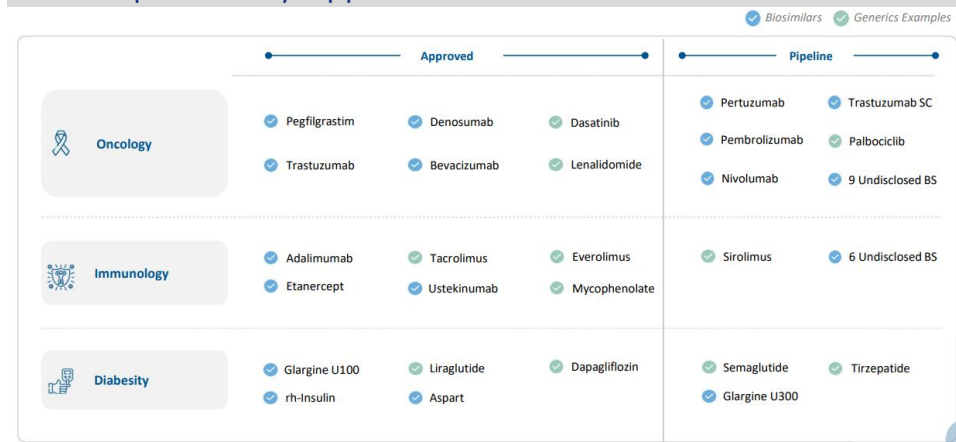 Biosimilars Generics Examples
Approved Pipeline
Oncology
Pegfilgrastim Denosumab Dasatinib
Trastuzumab Bevacizumab Lenalidomide
Pertuzumab Trastuzumab SC
Pembrolizumab Palbociclib
Nivolumab 9 Undisclosed BS
Immunology
Adalimumab Tacrolimus Everolimus
Etanercept Ustekinumab Mycophenolate
Sirolimus 6 Undisclosed BS
Diabesity
Glargine U100 Liraglutide Dapagliflozin
rh-Insulin Aspart
Semaglutide Tirzepatide
Glargine U300